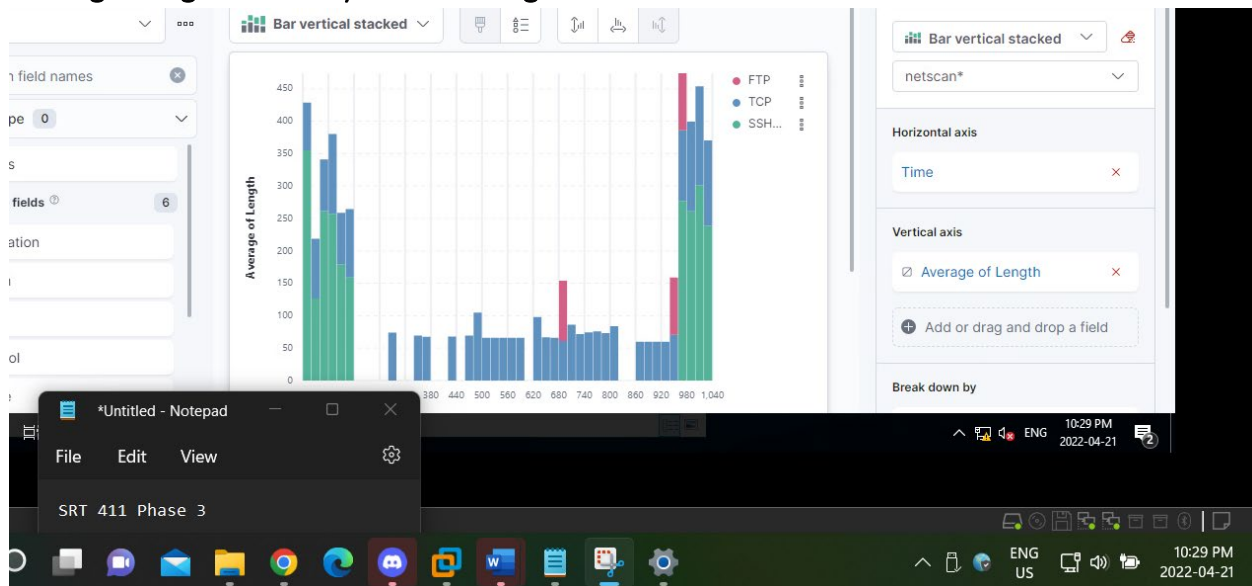 Bar vertical stacked
Bar vertical stacked
field names
netscan*
450
400
350
300
250
200
150
100
50
0
Average of Length
FTP
TCP
SSH...
0
fields
6
ation
380 440 500 560 620 680 740 800 860 920 980 1,040
Horizontal axis
Time
Vertical axis
Average of Length
Add or drag and drop a field
Break down by
*Untitled - Notepad
File Edit View
SRT 411 Phase 3
ENG
10:29 PM
2022-04-21
2
ENG
US
10:29 PM
2022-04-21